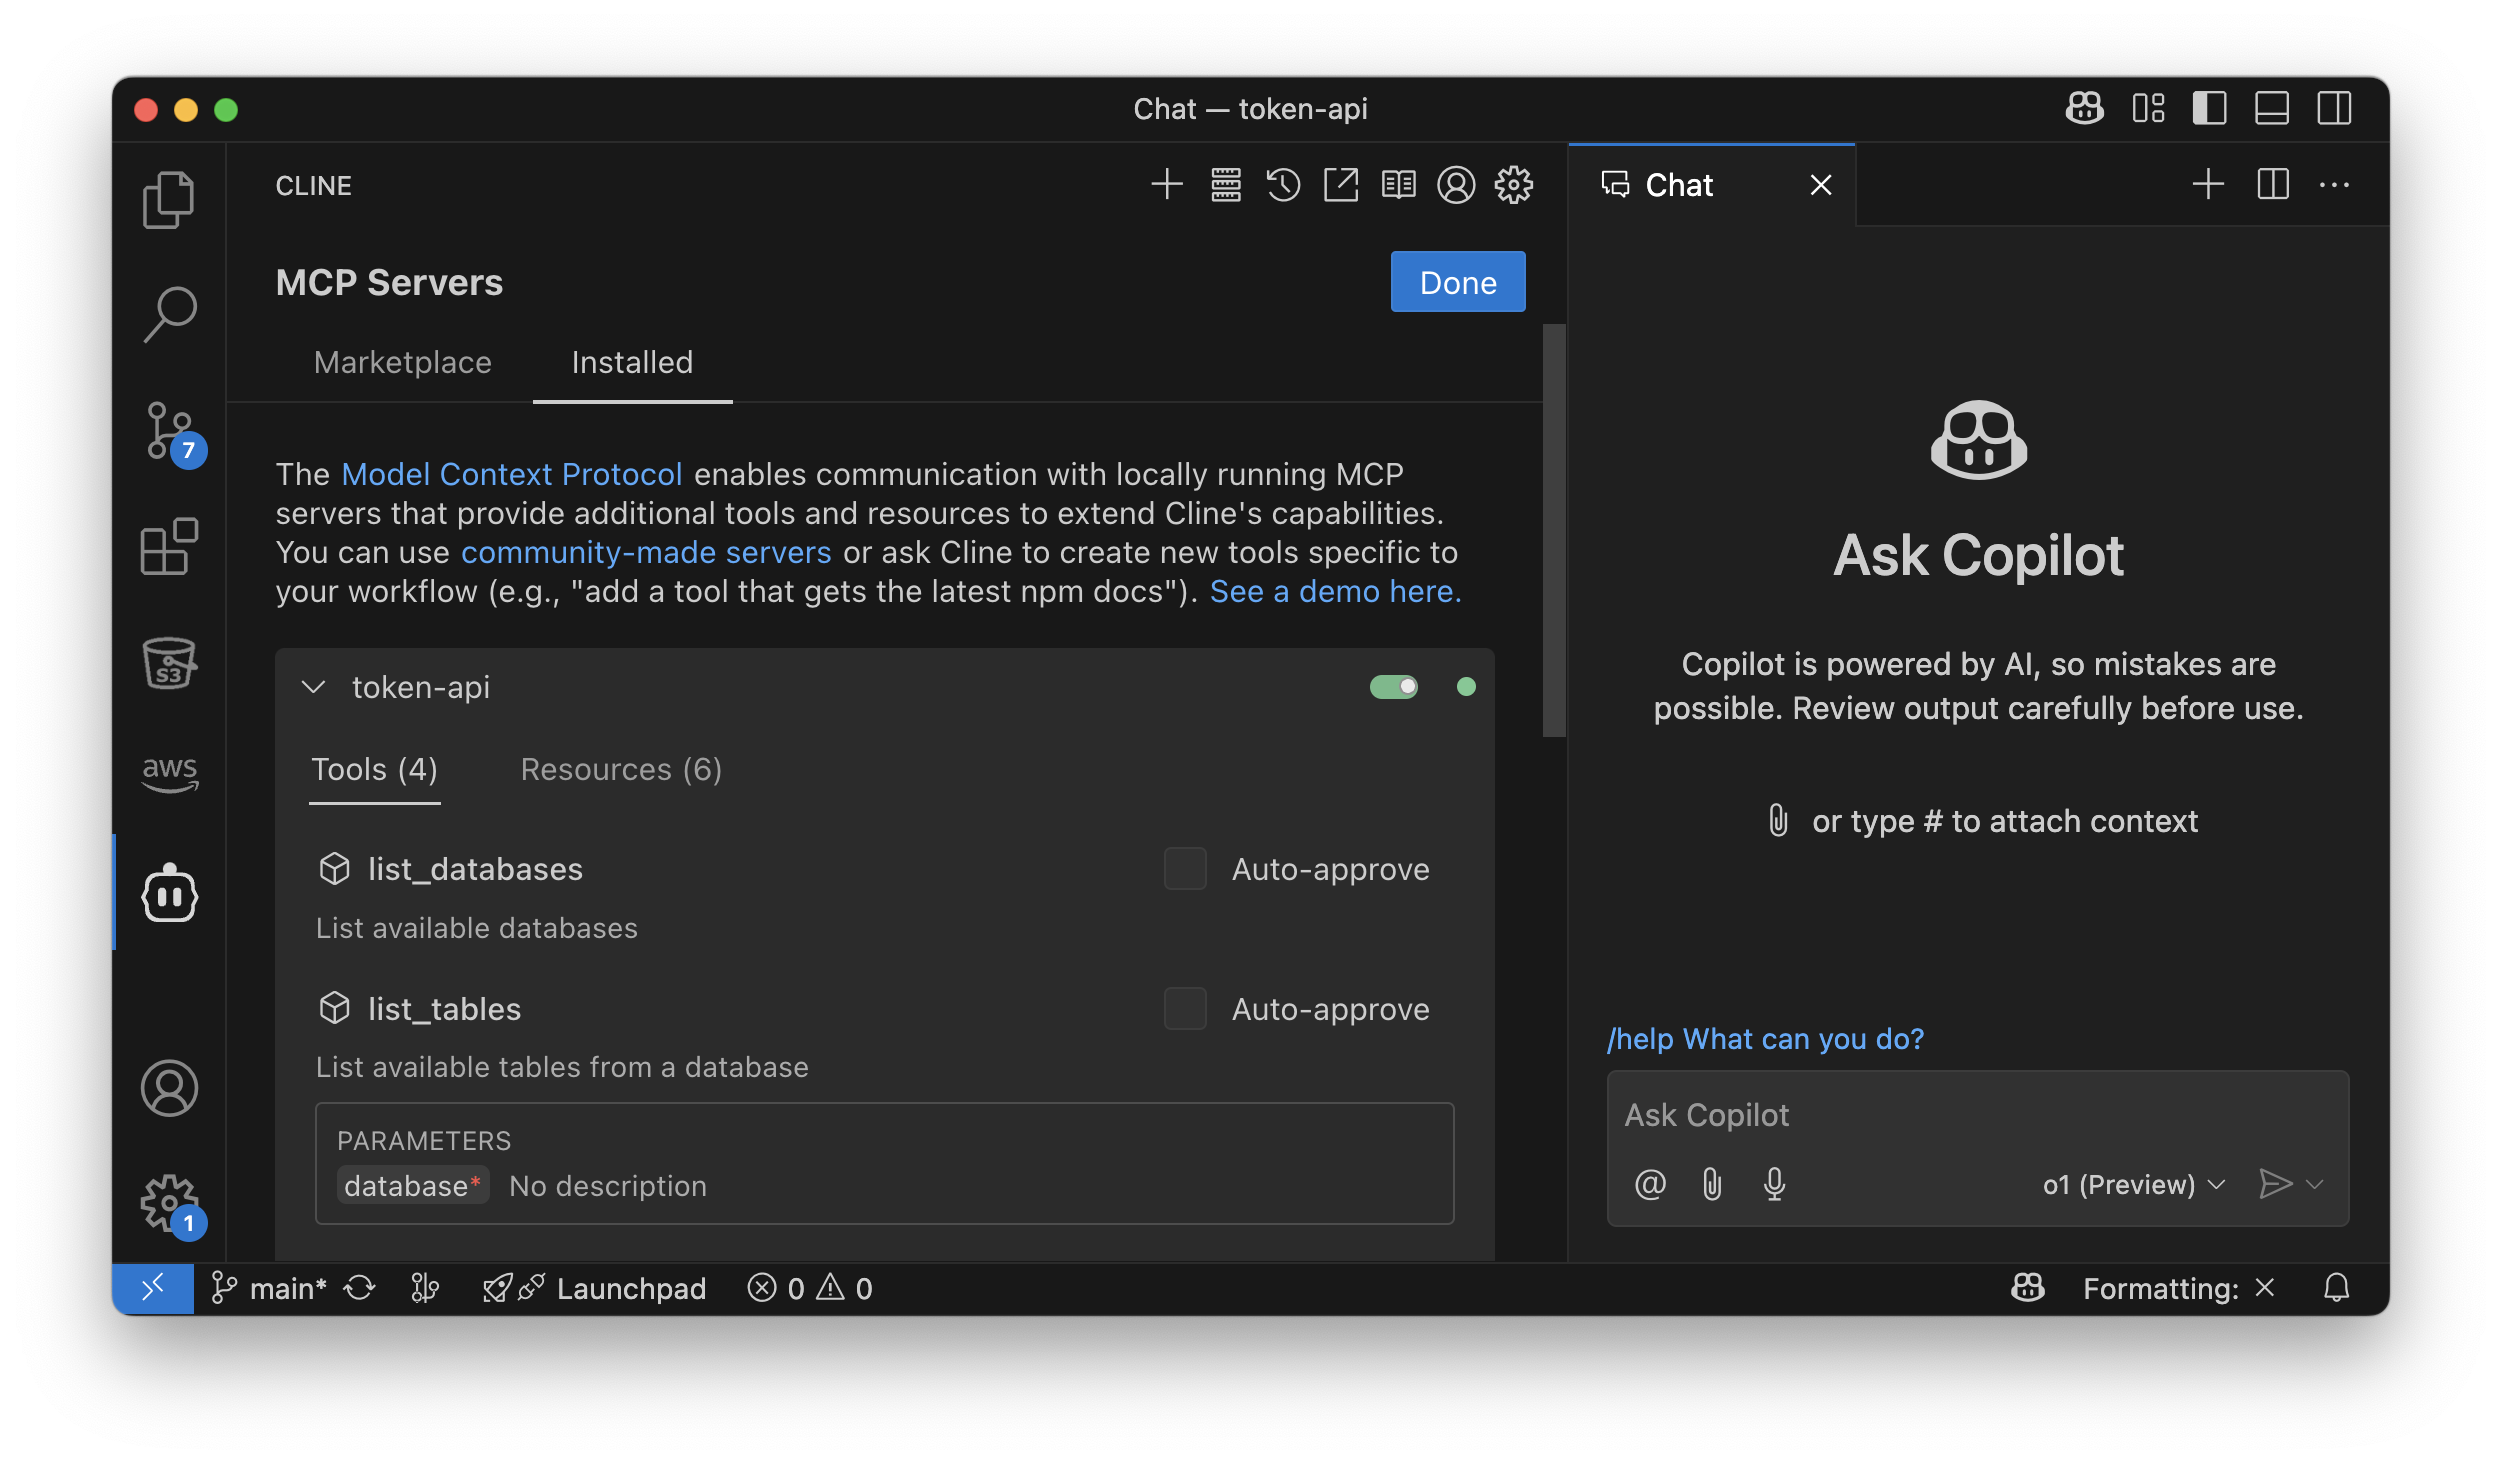 Chat — token-api
CLINE
MCP Servers
Done
Marketplace
Installed
The Model Context Protocol enables communication with locally running MCP
servers that provide additional tools and resources to extend Cline's capabilities.
You can use community-made servers or ask Cline to create new tools specific to
your workflow (e.g., "add a tool that gets the latest npm docs"). See a demo here.
token-api
Tools (4)
Resources (6)
list_databases
Auto-approve
List available databases
list_tables
Auto-approve
List available tables from a database
PARAMETERS
database* No description
7
S3
aws
1
Chat
Ask Copilot
Copilot is powered by AI, so mistakes are
possible. Review output carefully before use.
or type # to attach context
/help What can you do?
Ask Copilot
@
o1 (Preview)
main*
Launchpad
0
0
Formatting: